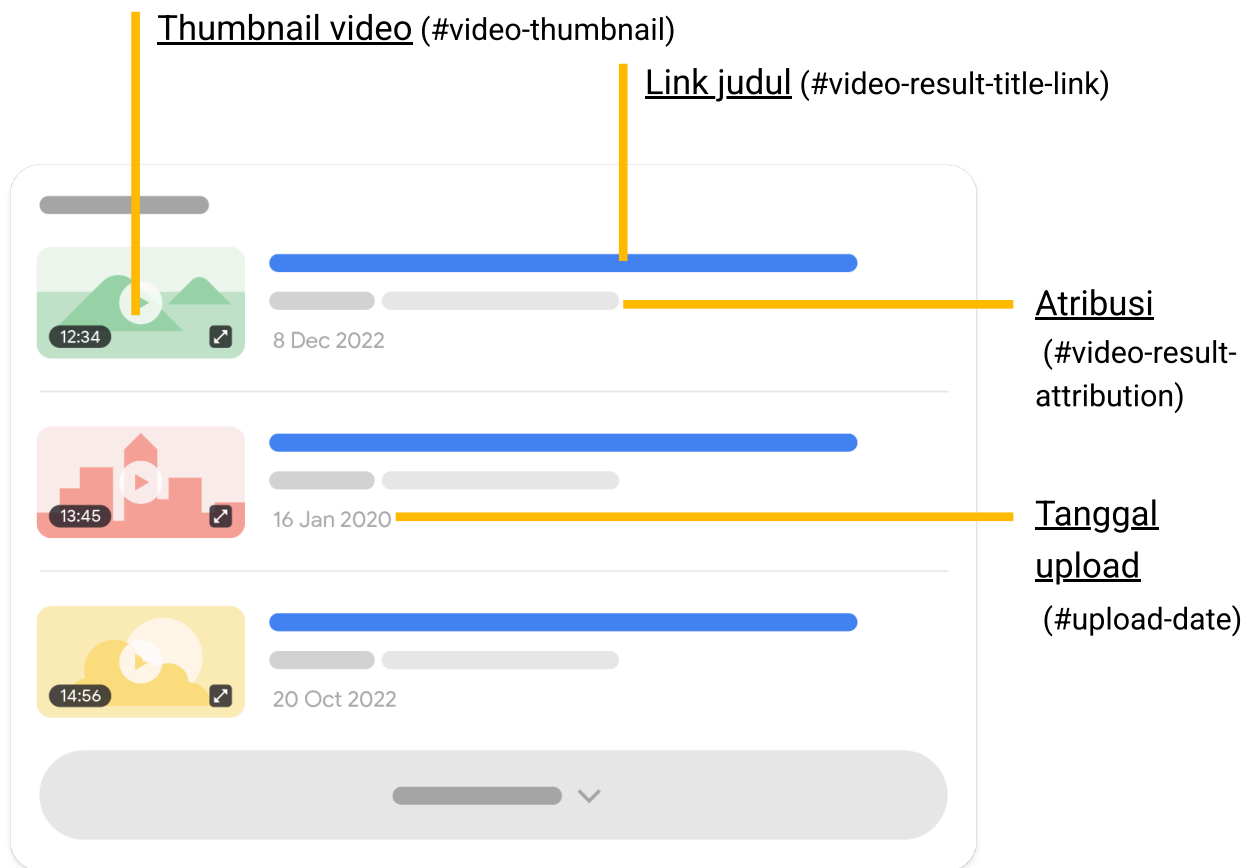 Thumbnail video (#video-thumbnail)
Link judul (#video-result-title-link)
12:34
8 Dec 2022
Atribusi
(#video-result-
attribution)
13:45
16 Jan 2020
Tanggal
upload
(#upload-date)
14:56
20 Oct 2022